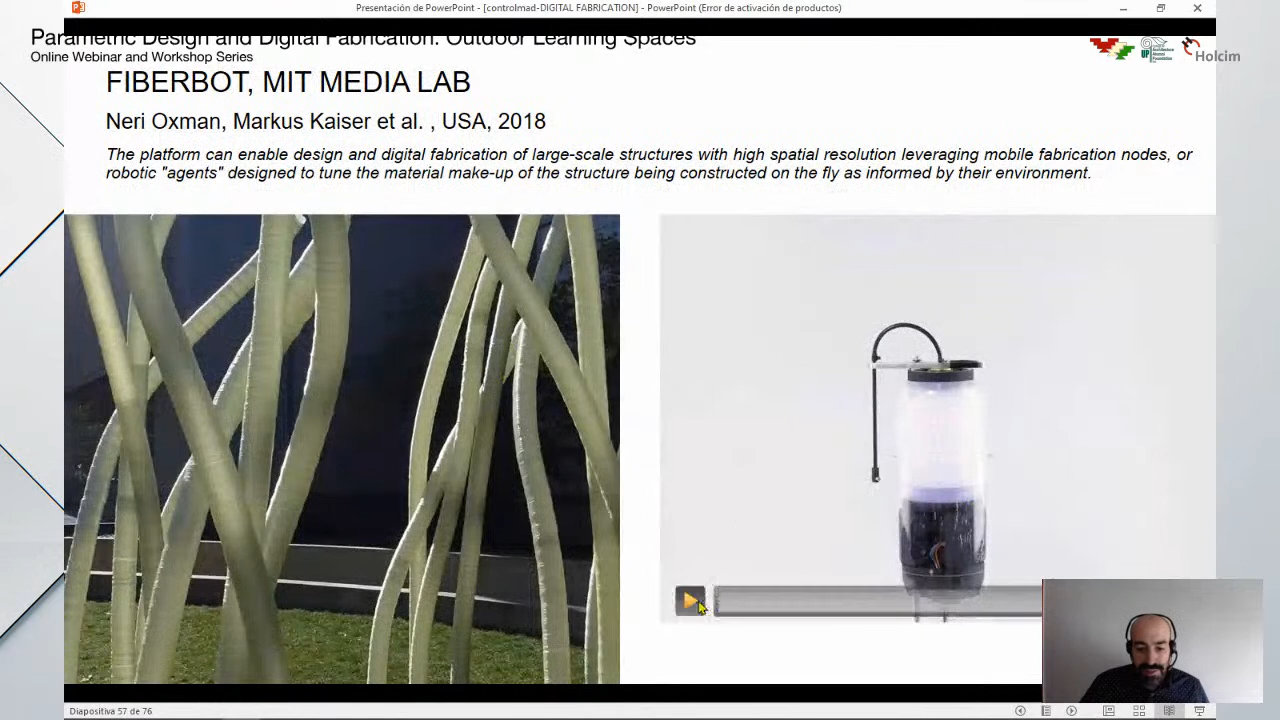 Presentación de PowerPoint - [controlmad-DIGITAL FABRICATION] - PowerPoint (Error de activación de productos)
Parametric Design and Digital Fabrication: Outdoor Learning Spaces
Online Webinar and Workshop Series
UP
Holcim
FIBERBOT, MIT MEDIA LAB
Neri Oxman, Markus Kaiser et al. , USA, 2018
The platform can enable design and digital fabrication of large-scale structures with high spatial resolution leveraging mobile fabrication nodes, or
robotic "agents" designed to tune the material make-up of the structure being constructed on the fly as informed by their environment.
Diapositiva 57 de 76